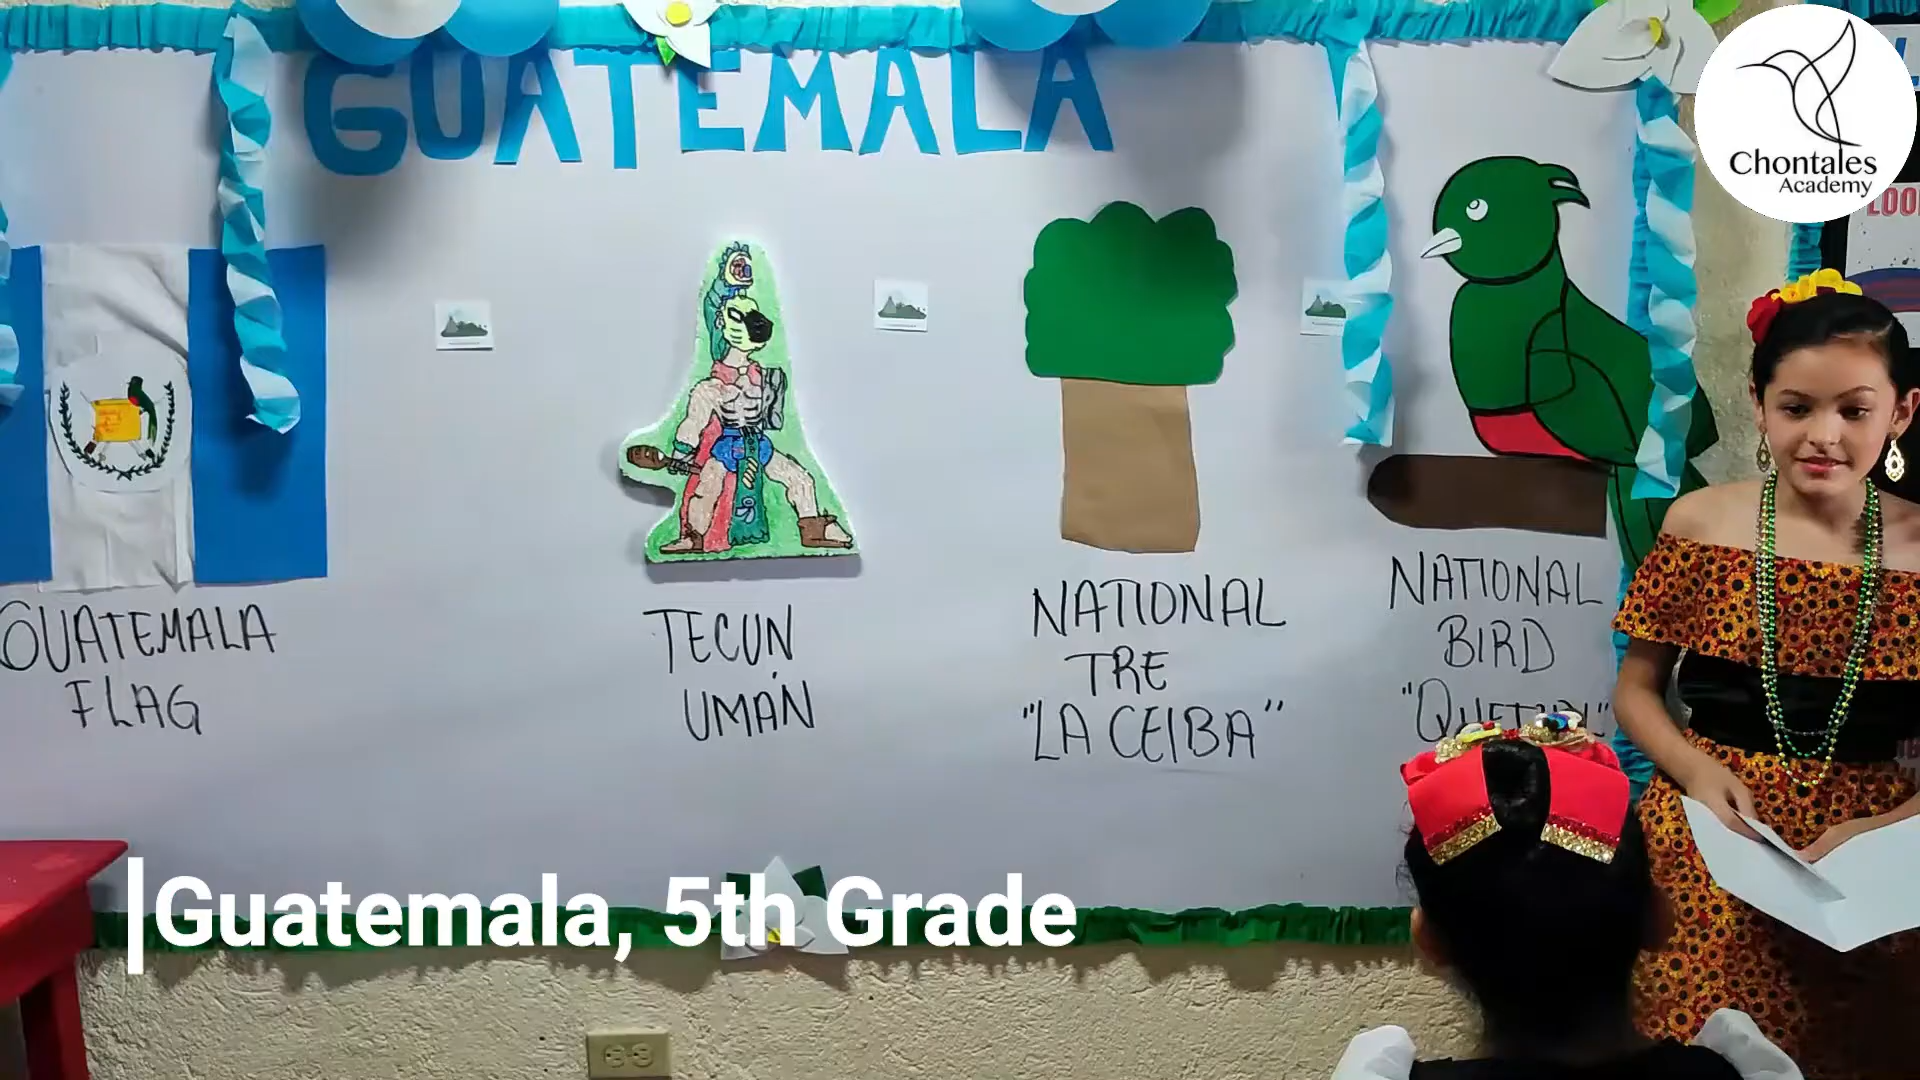 GUATEMALA
Chontales
Academy
GUATEMALA
FLAG
TECUN
UMÁN
NATIONAL
TRE
"LA CEIBA"
NATIONAL
BIRD
Guatemala, 5th Grade